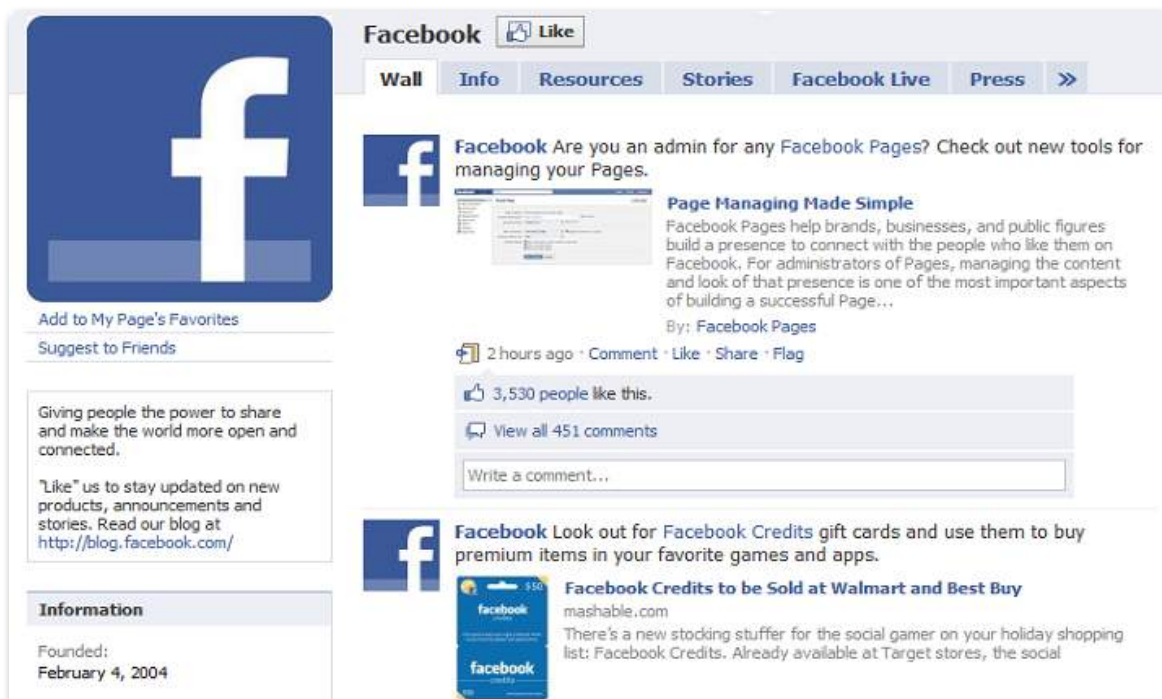 Facebook Like
Wall Info Resources Stories Facebook Live Press »
Add to My Page's Favorites
Suggest to Friends
Giving people the power to share
and make the world more open and
connected.
"Like" us to stay updated on new
products, announcements and
stories. Read our blog at
http://blog.facebook.com/
Information
Founded:
February 4, 2004
Facebook Are you an admin for any Facebook Pages? Check out new tools for
managing your Pages.
Page Managing Made Simple
Facebook Pages help brands, businesses, and public figures
build a presence to connect with the people who like them on
Facebook. For administrators of Pages, managing the content
and look of that presence is one of the most important aspects
of building a successful Page...
By: Facebook Pages
2 hours ago · Comment · Like · Share · Flag
3,530 people like this.
View all 451 comments
Write a comment...
Facebook Look out for Facebook Credits gift cards and use them to buy
premium items in your favorite games and apps.
$50
facebook
credits
facebook
credits
Facebook Credits to be Sold at Walmart and Best Buy
mashable.com
There's a new stocking stuffer for the social gamer on your holiday shopping
list: Facebook Credits. Already available at Target stores, the social